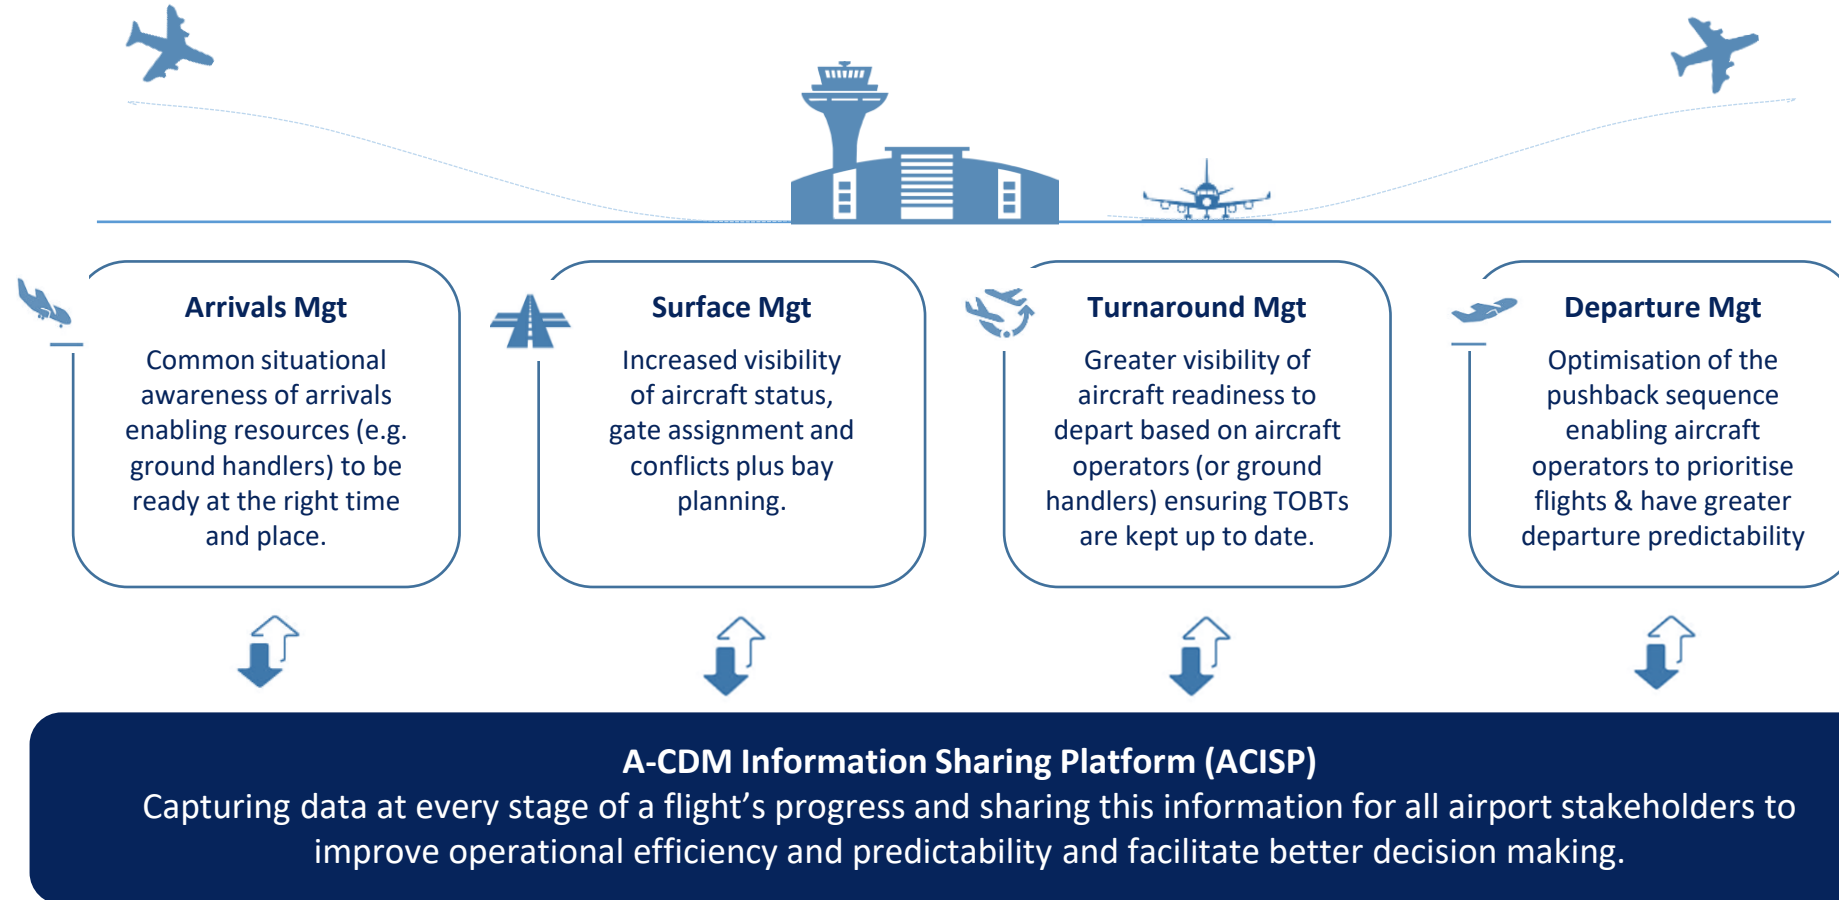 Arrivals Mgt
Common situational
awareness of arrivals
enabling resources (e.g.
ground handlers) to be
ready at the right time
and place.
Surface Mgt
Increased visibility
of aircraft status,
gate assignment and
conflicts plus bay
planning.
Turnaround Mgt
Greater visibility of
aircraft readiness to
depart based on aircraft
operators (or ground
handlers) ensuring TOBTs
are kept up to date.
Departure Mgt
Optimisation of the
pushback sequence
enabling aircraft
operators to prioritise
flights & have greater
departure predictability
A-CDM Information Sharing Platform (ACISP)
Capturing data at every stage of a flight’s progress and sharing this information for all airport stakeholders to
improve operational efficiency and predictability and facilitate better decision making.